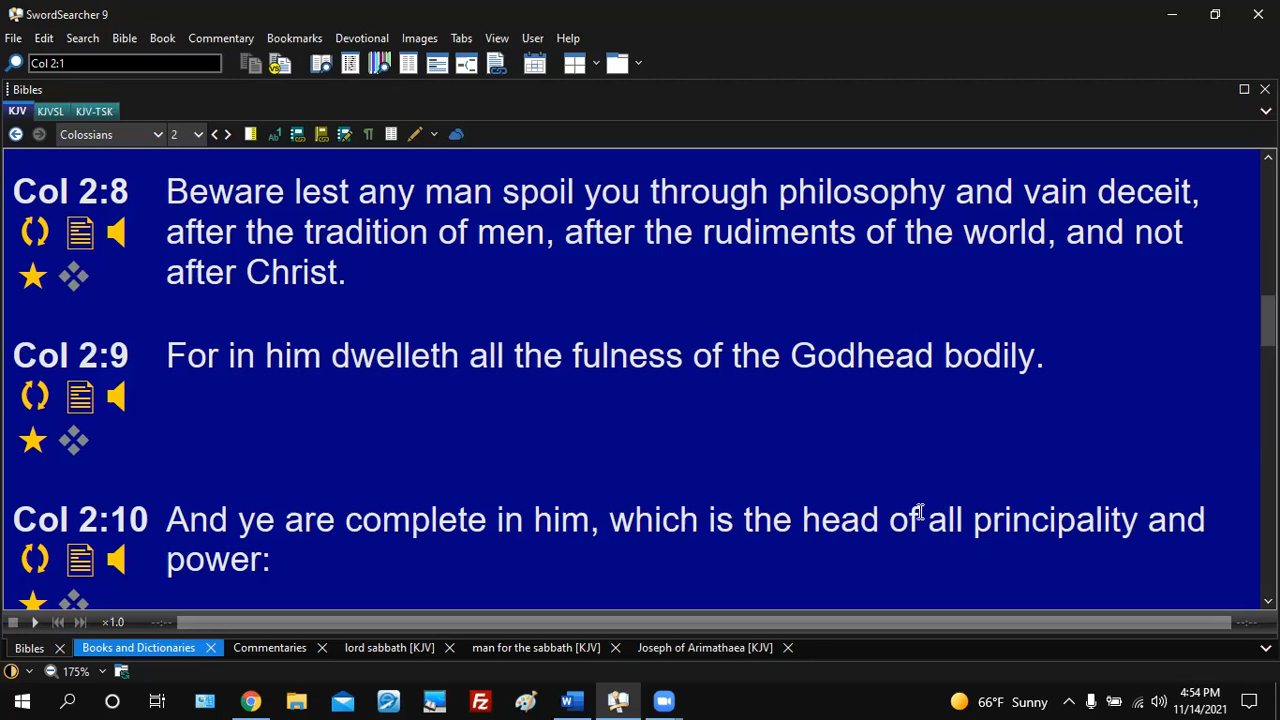 SwordSearcher 9
File Edit Search Bible Book Commentary Bookmarks Devotional Images Tabs View User Help
Col 2:1
Bibles
KJV KJVSL KJV-TSK
Colossians 2
Col 2:8 Beware lest any man spoil you through philosophy and vain deceit,
after the tradition of men, after the rudiments of the world, and not
after Christ.
Col 2:9 For in him dwelleth all the fulness of the Godhead bodily.
Col 2:10 And ye are complete in him, which is the head of all principality and
power:
×1.0 --:-- --:--
Bibles Books and Dictionaries Commentaries lord sabbath [KJV] man for the sabbath [KJV] Joseph of Arimathaea [KJV]
175%
66°F Sunny 4:54 PM
11/14/2021